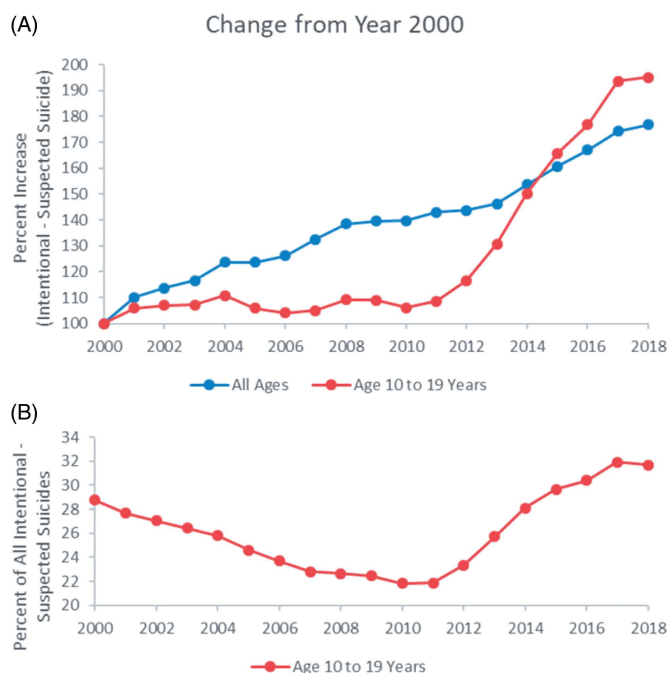 (A)
Change from Year 2000
Percent Increase
(Intentional - Suspected Suicide)
200
190
180
170
160
150
140
130
120
110
100
2000 2002 2004 2006 2008 2010 2012 2014 2016 2018
All Ages Age 10 to 19 Years
(B)
Percent of All Intentional -
Suspected Suicides
34
32
30
28
26
24
22
20
2000 2002 2004 2006 2008 2010 2012 2014 2016 2018
Age 10 to 19 Years